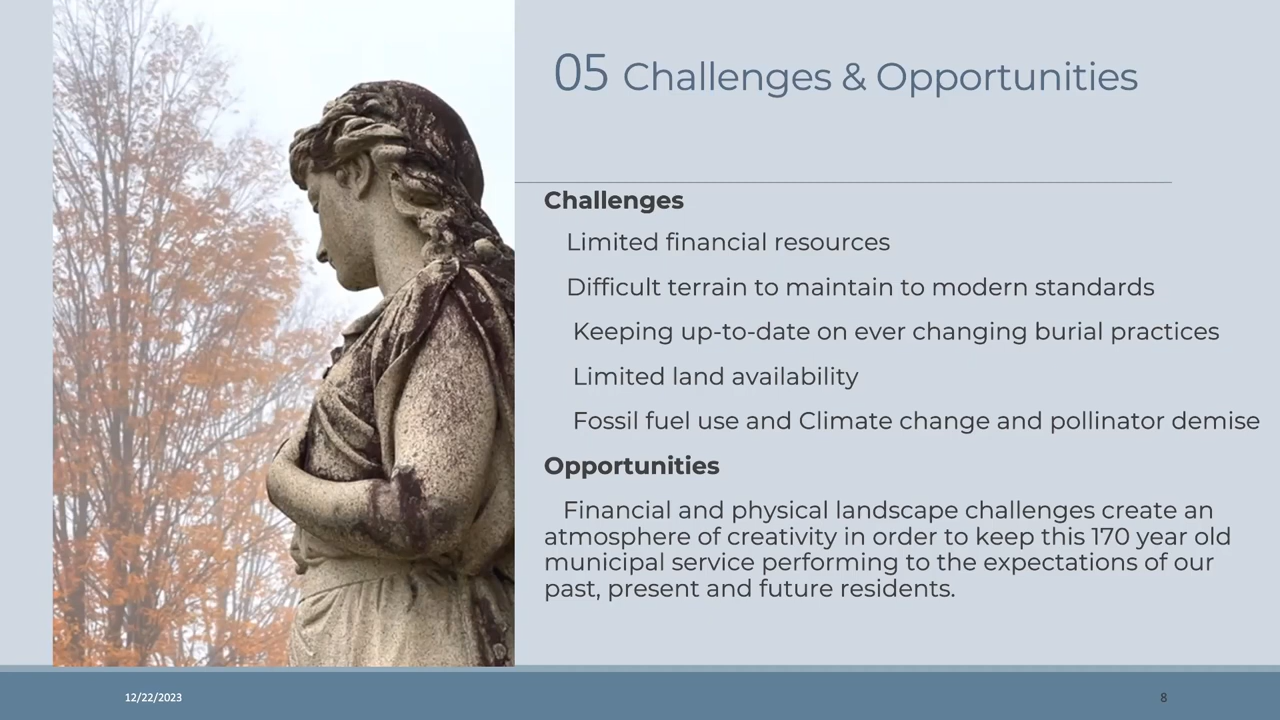 05 Challenges & Opportunities
Challenges
Limited financial resources
Difficult terrain to maintain to modern standards
Keeping up-to-date on ever changing burial practices
Limited land availability
Fossil fuel use and Climate change and pollinator demise
Opportunities
Financial and physical landscape challenges create an
atmosphere of creativity in order to keep this 170 year old
municipal service performing to the expectations of our
past, present and future residents.
12/22/2023
8